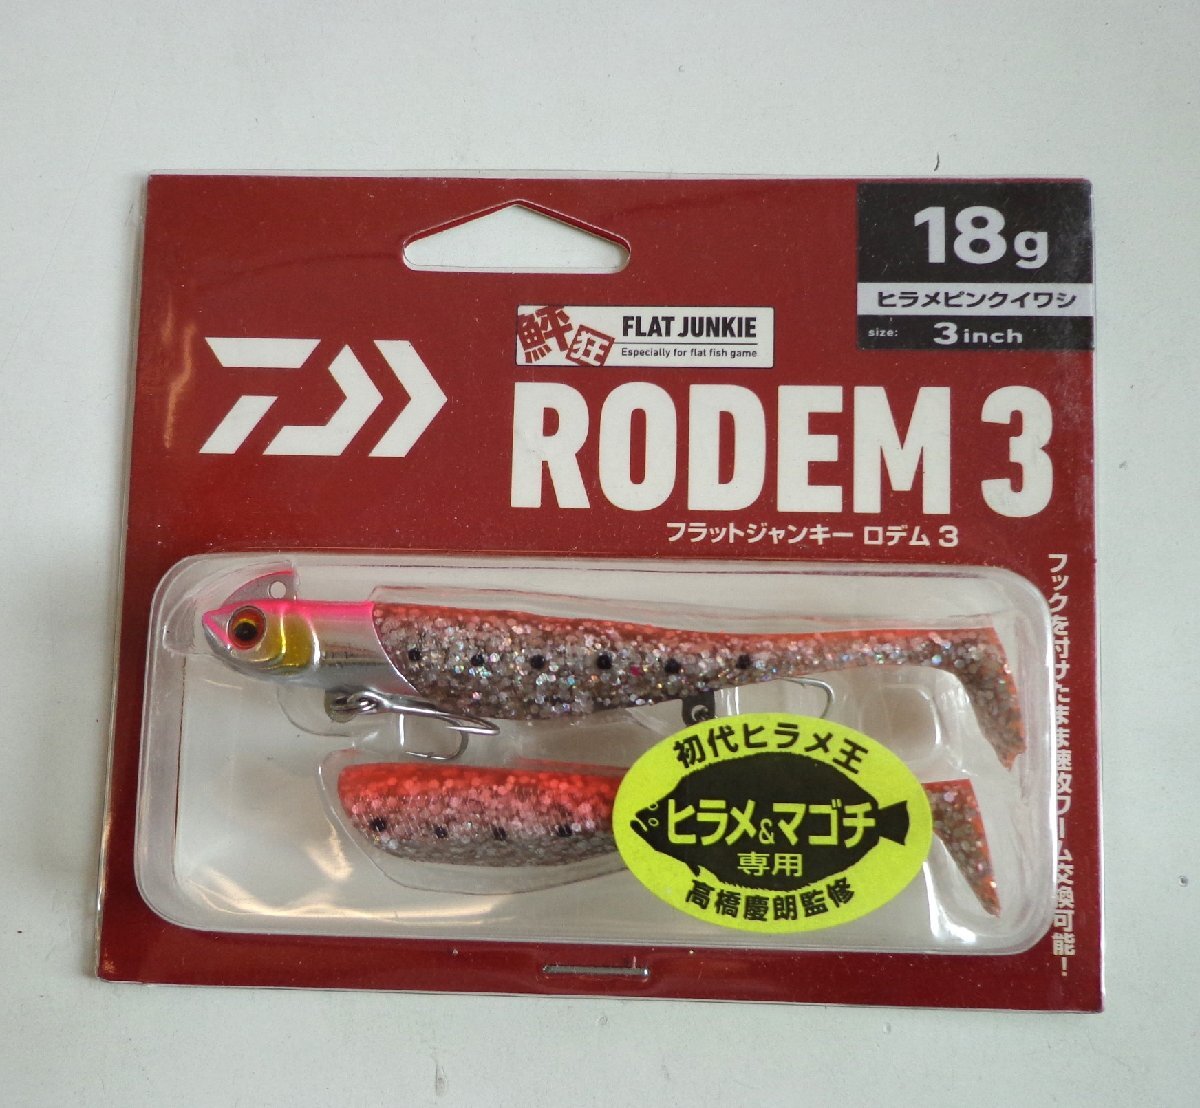 18g
ヒラメピンクイワシ
size: 3inch
鮃狂
FLAT JUNKIE
Especially for flat fish game
RODEM 3
フラットジャンキー ロデム 3
フックを付けたまま速攻ワーム交換可能!
初代ヒラメ王
ヒラメ&マゴチ
専用
高橋慶朗監修